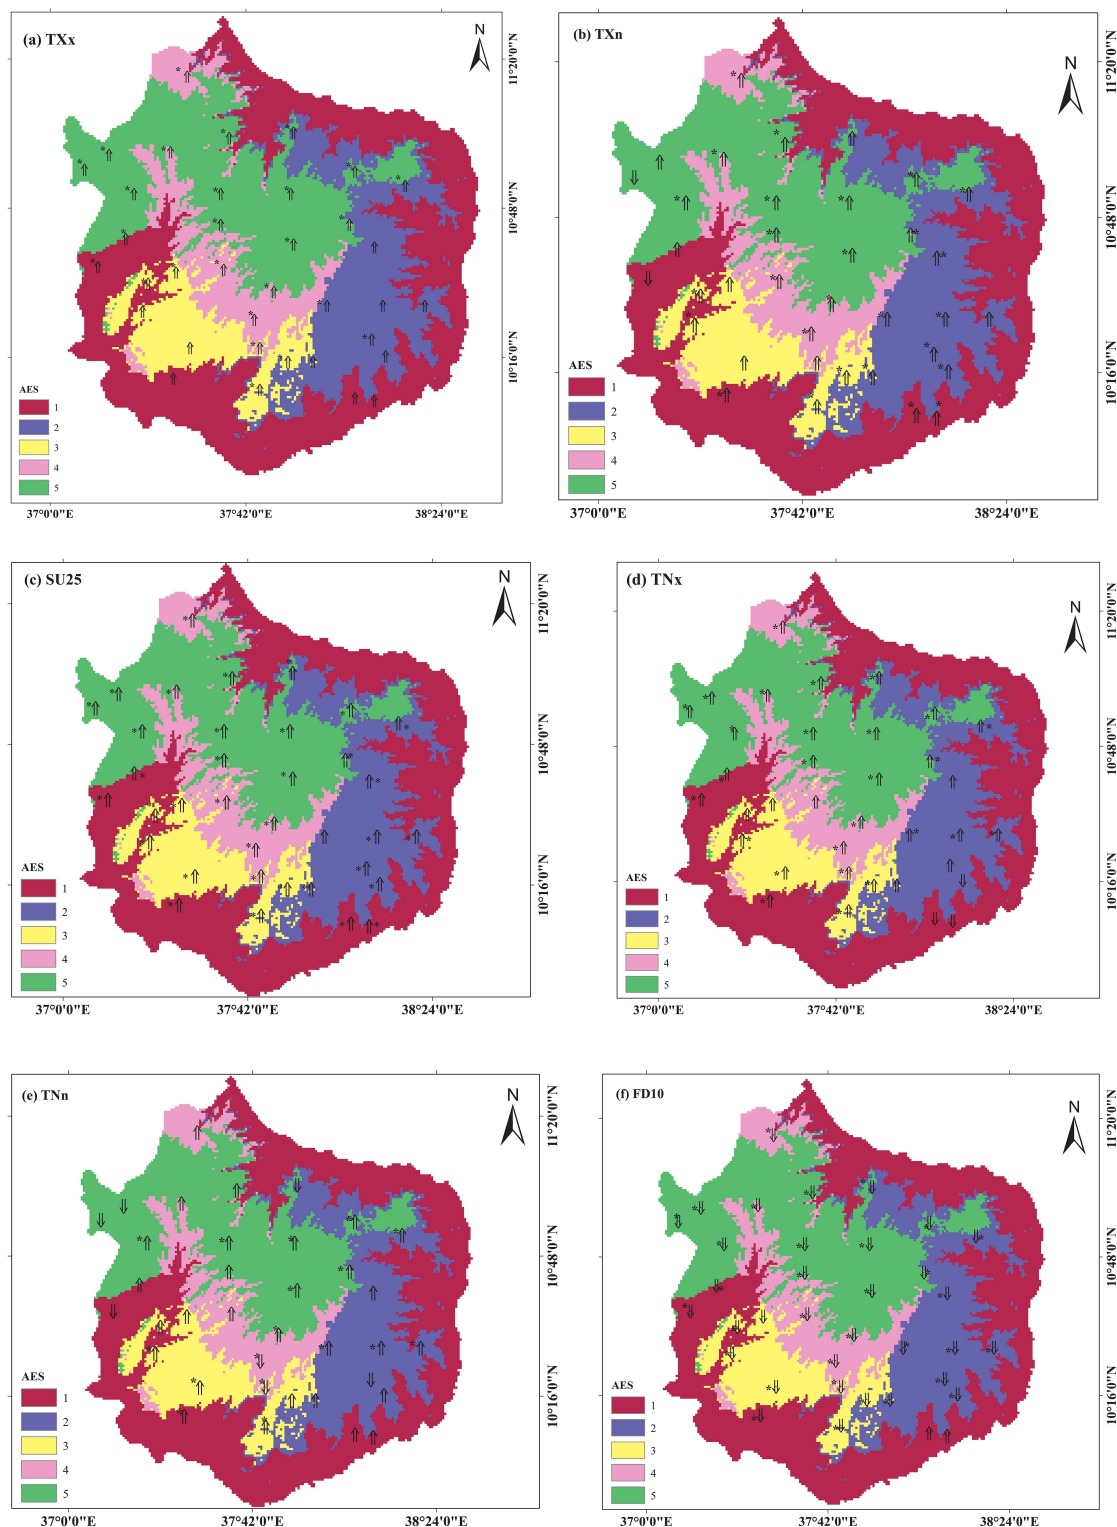 (a) TXx
N
11°20'0"N
10°48'0"N
10°16'0"N
AES
1
2
3
4
5
37°0'0"E
37°42'0"E
38°24'0"E
(b) TXn
N
11°20'0"N
10°48'0"N
10°16'0"N
AES
1
2
3
4
5
37°0'0"E
37°42'0"E
38°24'0"E
(c) SU25
N
11°20'0"N
10°48'0"N
10°16'0"N
AES
1
2
3
4
5
37°0'0"E
37°42'0"E
38°24'0"E
(d) TNx
N
11°20'0"N
10°48'0"N
10°16'0"N
AES
1
2
3
4
5
37°0'0"E
37°42'0"E
38°24'0"E
(e) TNn
N
11°20'0"N
10°48'0"N
10°16'0"N
AES
1
2
3
4
5
37°0'0"E
37°42'0"E
38°24'0"E
(f) FD10
N
11°20'0"N
10°48'0"N
10°16'0"N
AES
1
2
3
4
5
37°0'0"E
37°42'0"E
38°24'0"E